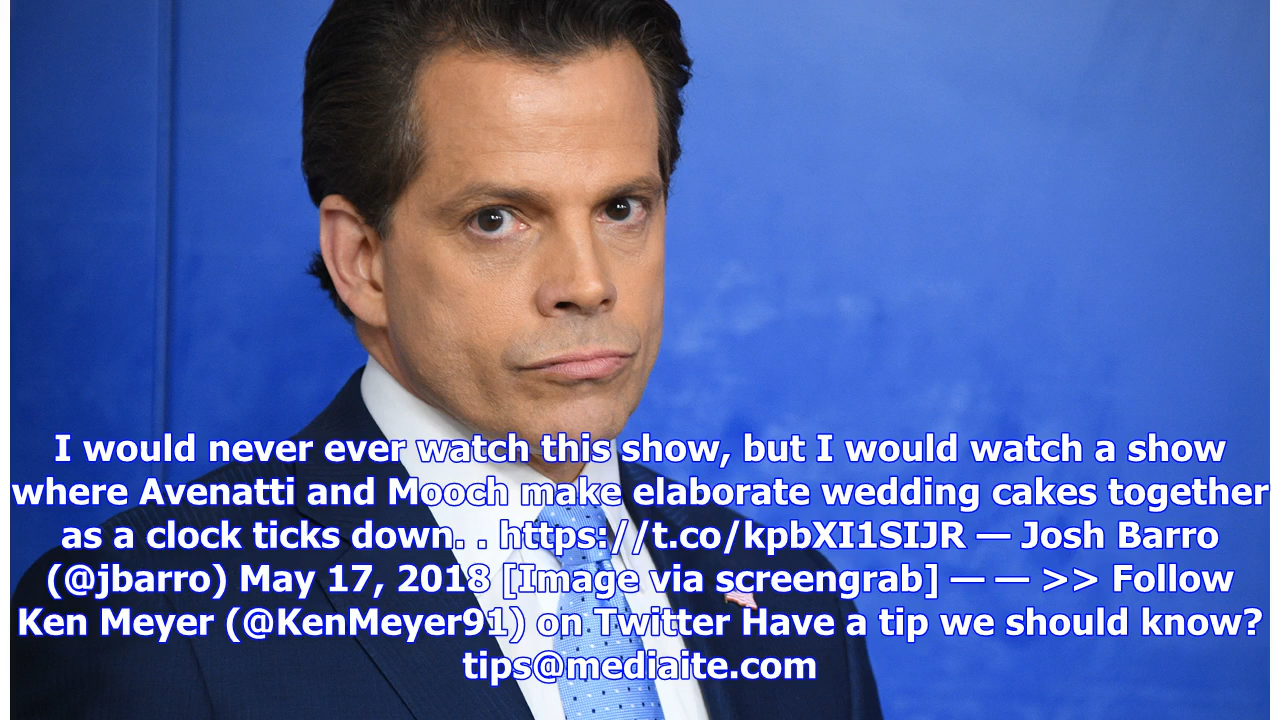 I would never ever watch this show, but I would watch a show
where Avenatti and Mooch make elaborate wedding cakes together
as a clock ticks down. . https://t.co/kpbXI1SIJR — Josh Barro
(@jbarro) May 17, 2018 [Image via screengrab] — — >> Follow
Ken Meyer (@KenMeyer91) on Twitter Have a tip we should know?
tips@mediaite.com